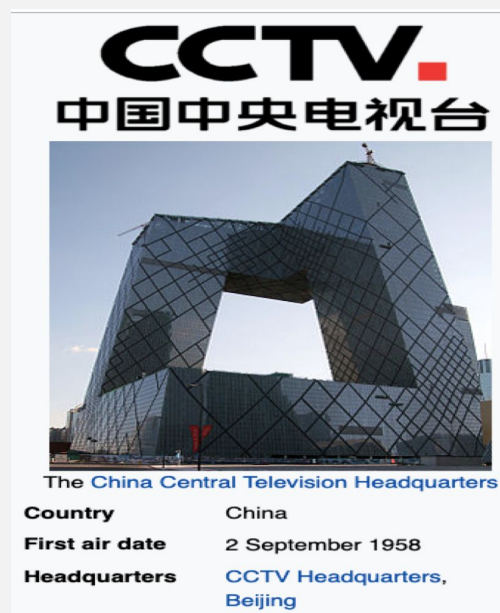 CCTV.
中国中央电视台
The China Central Television Headquarters
Country China
First air date 2 September 1958
Headquarters CCTV Headquarters,
Beijing